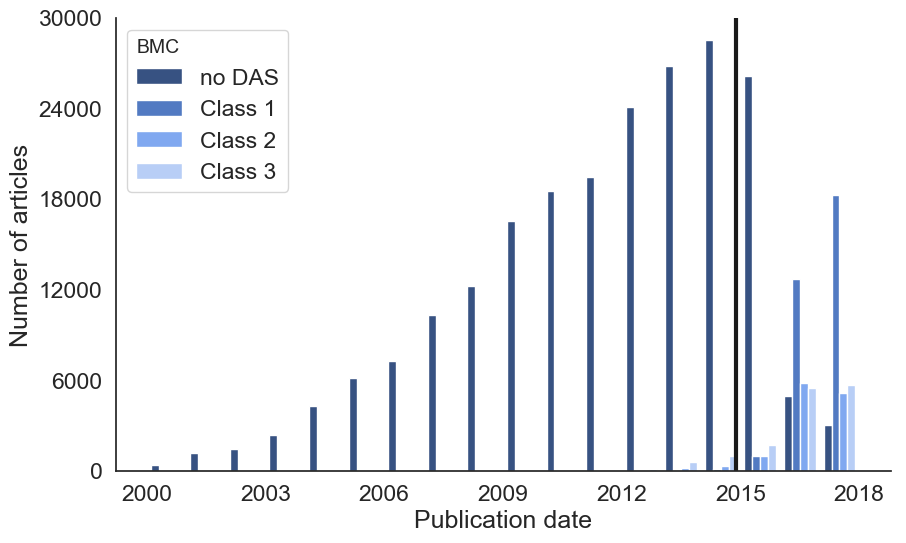 BMC
no DAS
Class 1
Class 2
Class 3
Number of articles
30000
24000
18000
12000
6000
0
2000 2003 2006 2009 2012 2015 2018
Publication date